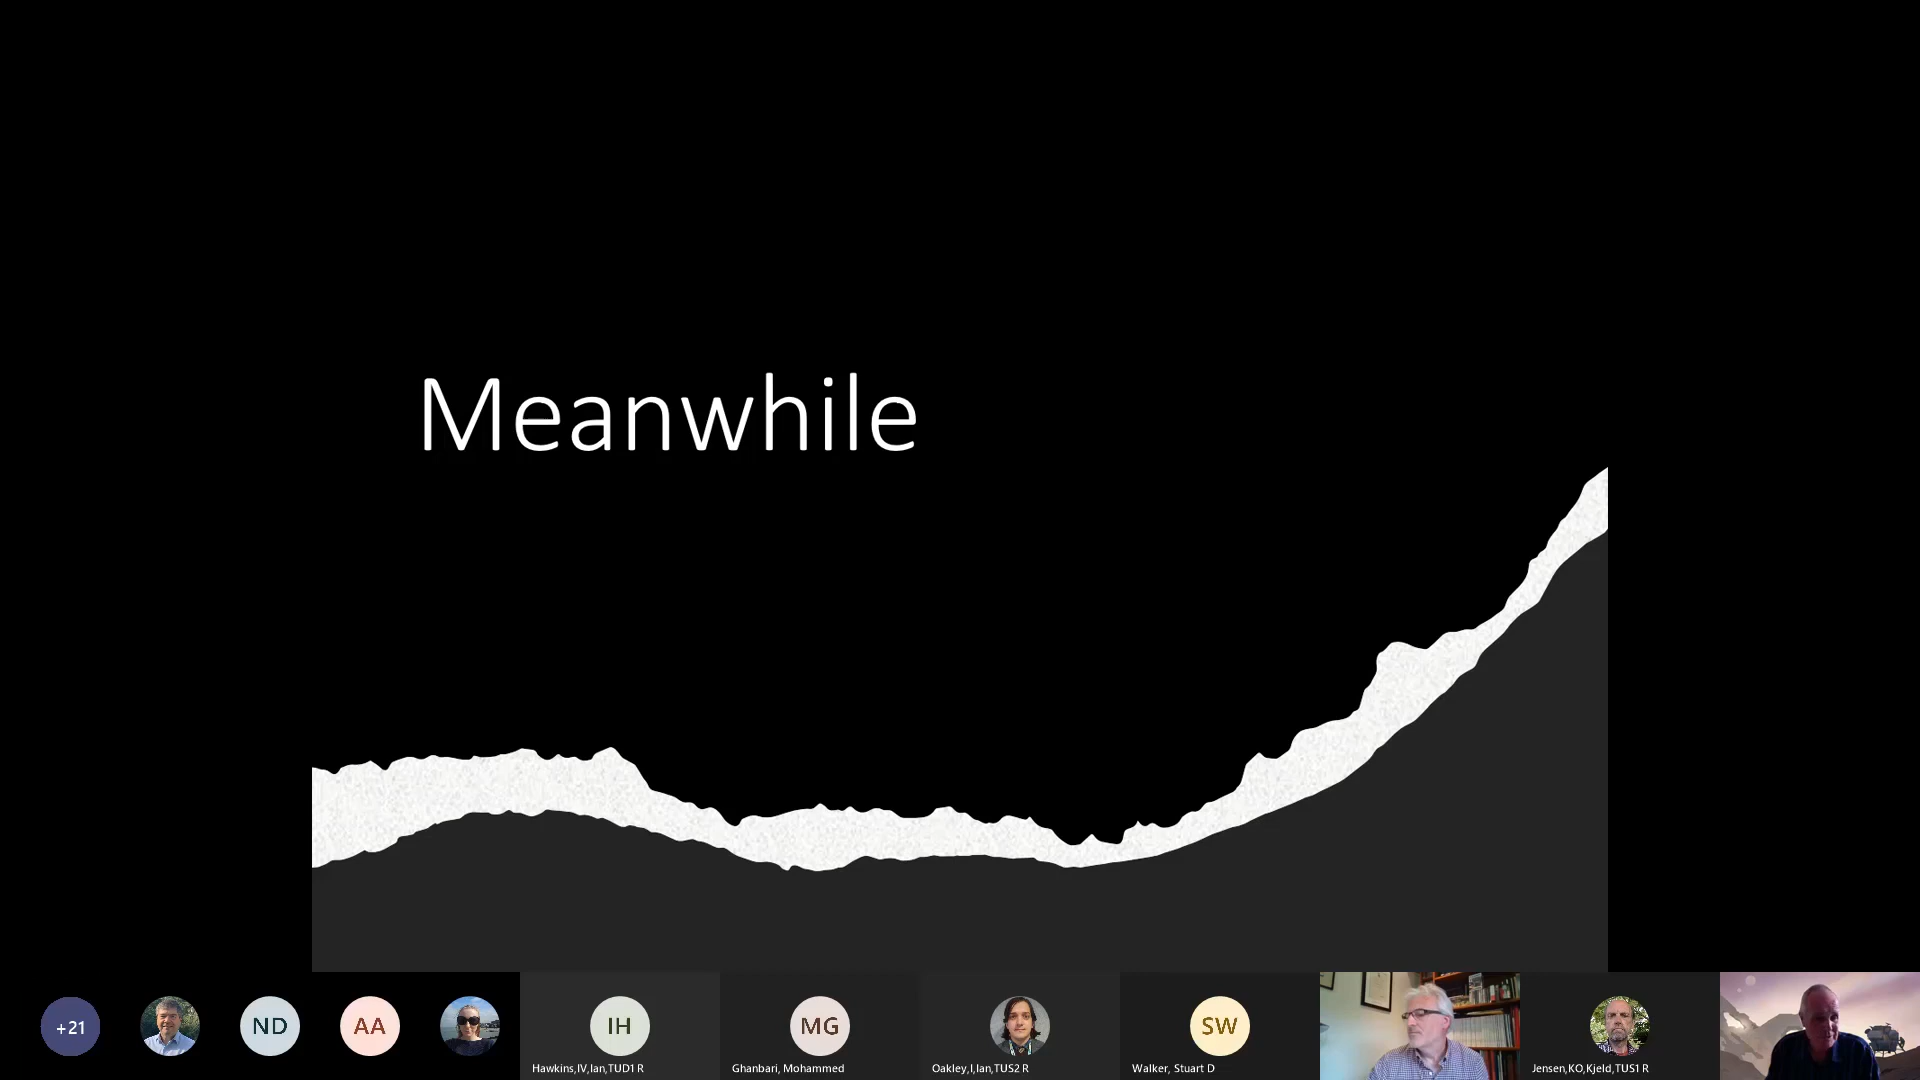 Meanwhile
+21
ND
AA
IH
MG
SW
Hawkins,IV,Ian,TUD1 R
Ghanbari, Mohammed
Oakley,I,Ian,TUS2 R
Walker, Stuart D
Jensen,KO,Kjeld,TUS1 R